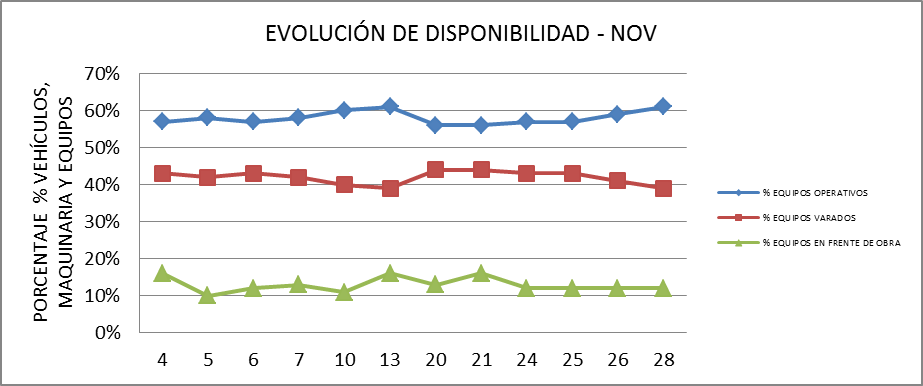 EVOLUCIÓN DE DISPONIBILIDAD - NOV
PORCENTAJE % VEHÍCULOS,
MAQUINARIA Y EQUIPOS
70%
60%
50%
40%
30%
20%
10%
0%
4 5 6 7 10 13 20 21 24 25 26 28
% EQUIPOS OPERATIVOS
% EQUIPOS VARADOS
% EQUIPOS EN FRENTE DE OBRA